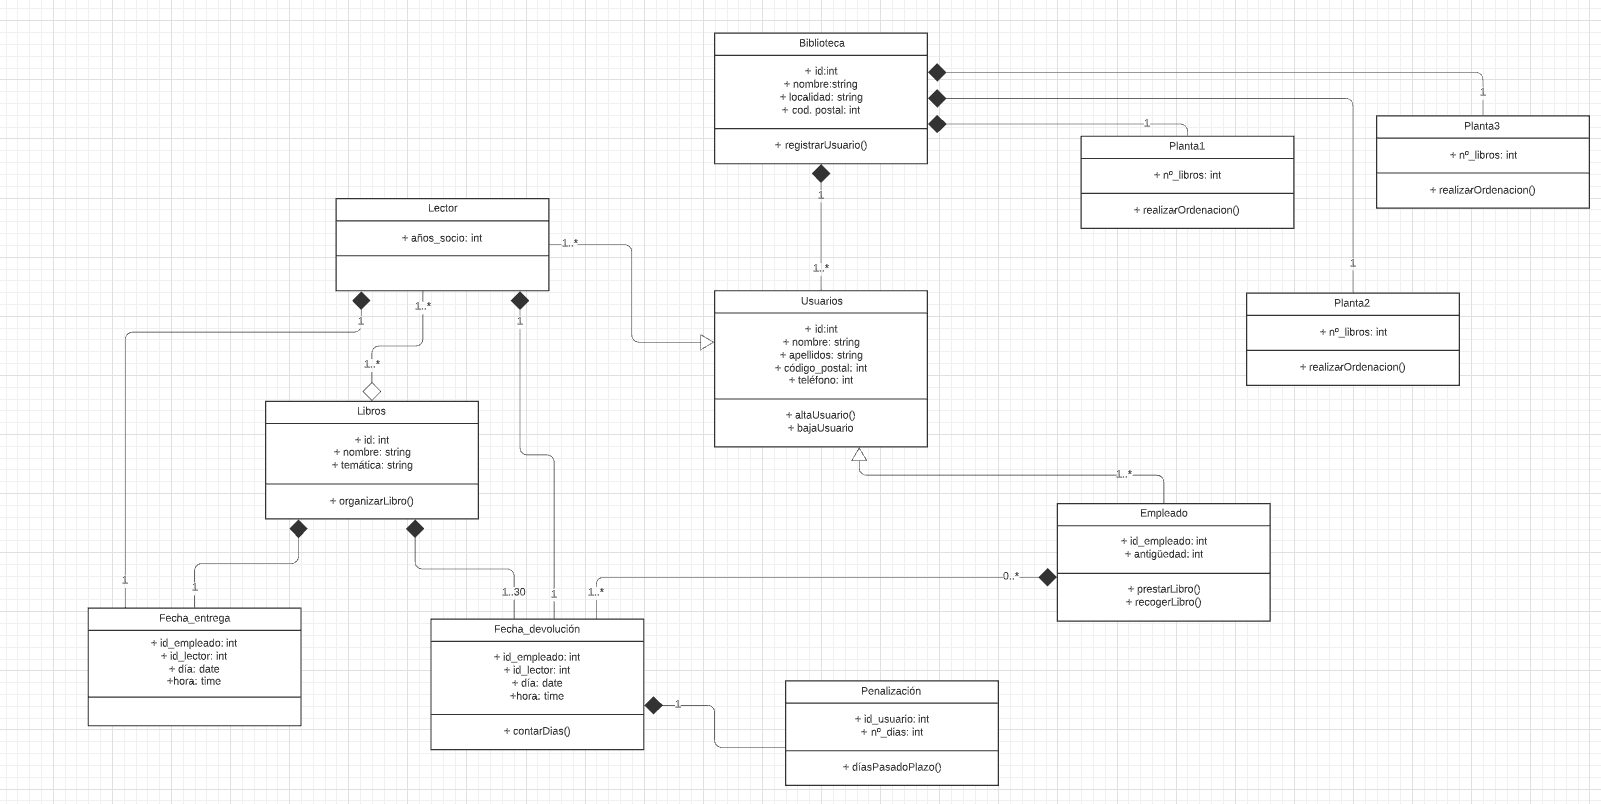 Biblioteca
+ id:int
+ nombre:string
+ localidad: string
+ cod. postal: int
+ registrarUsuario()
1
1
1
Planta3
+ nº_libros: int
+ realizarOrdenacion()
Planta1
+ nº_libros: int
+ realizarOrdenacion()
1
1..*
Lector
+ años_socio: int
1..*
1
1..*
1
1
Planta2
+ nº_libros: int
+ realizarOrdenacion()
Usuarios
+ id:int
+ nombre: string
+ apellidos: string
+ código_postal: int
+ teléfono: int
+ altaUsuario()
+ bajaUsuario
1..*
Libros
+ id: int
+ nombre: string
+ temática: string
+ organizarLibro()
1..*
Empleado
+ id_empleado: int
+ antigüedad: int
+ prestarLibro()
+ recogerLibro()
0..*
1
1
1..30
1
1..*
Fecha_entrega
+ id_empleado: int
+ id_lector: int
+ día: date
+hora: time
Fecha_devolución
+ id_empleado: int
+ id_lector: int
+ día: date
+hora: time
+ contarDias()
1
Penalización
+ id_usuario: int
+ nº_dias: int
+ díasPasadoPlazo()